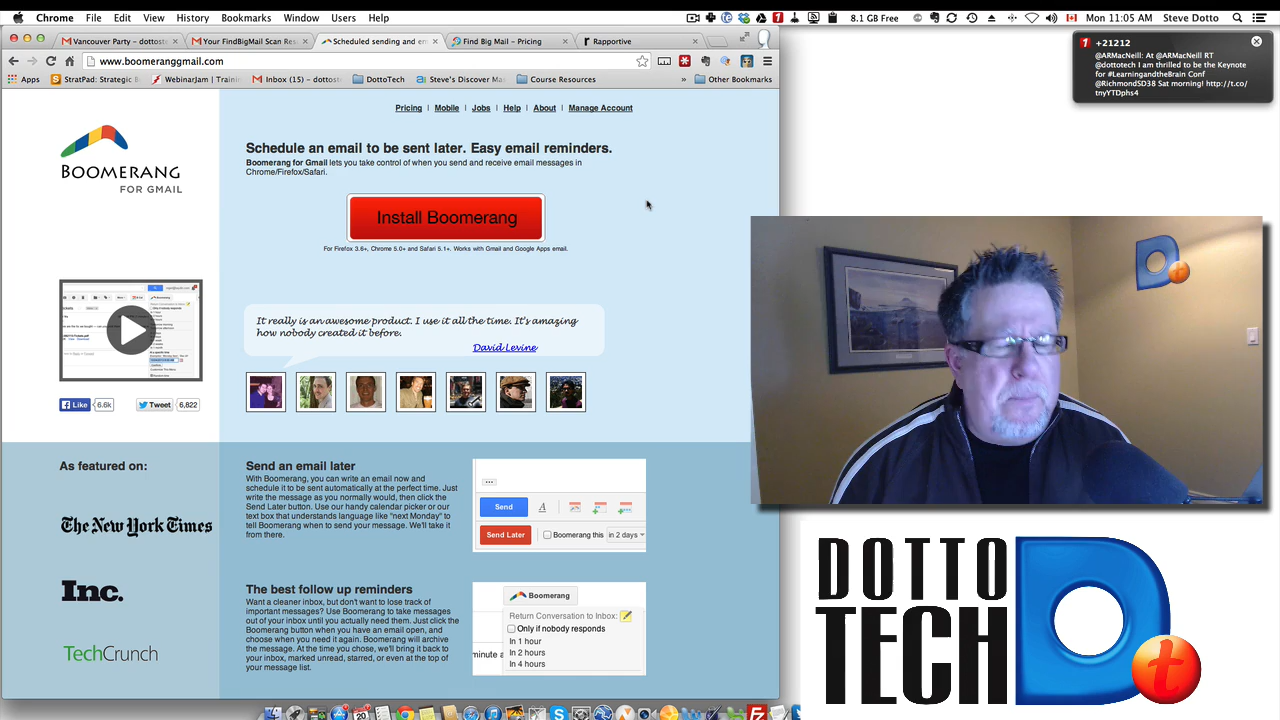 Chrome File Edit View History Bookmarks Window Users Help
1 8.1 GB Free Mon 11:05 AM Steve Dotto
Vancouver Party - dottost
Your FindBigMail Scan Res
Scheduled sending and em
Find Big Mail - Pricing
Rapportive
www.boomeranggmail.com
Apps StratPad: Strategic B WebinarJam | Training Inbox (15) - dottost DottoTech Steve's Discover Mas Course Resources » Other Bookmarks
1 +21212
@ARMacNeill: At @ARMacNeill RT
@dottotech I am thrilled to be the Keynote
for #LearningandtheBrain Conf
@RichmondSD38 Sat morning! http://t.co/
tnyYTDphs4
Pricing | Mobile | Jobs | Help | About | Manage Account
BOOMERANG
FOR GMAIL
Schedule an email to be sent later. Easy email reminders.
Boomerang for Gmail lets you take control of when you send and receive email messages in
Chrome/Firefox/Safari.
Install Boomerang
For Firefox 3.6+, Chrome 5.0+ and Safari 5.1+. Works with Gmail and Google Apps email.
It really is an awesome product. I use it all the time. It's amazing
how nobody created it before.
David Levine
Like 6.6k Tweet 6,822
As featured on:
The New York Times
Inc.
TechCrunch
Send an email later
With Boomerang, you can write an email now and
schedule it to be sent automatically at the perfect time. Just
write the message as you normally would, then click the
Send Later button. Use our handy calendar picker or our
text box that understands language like "next Monday" to
tell Boomerang when to send your message. We'll take it
from there.
...
Send A
Send Later Boomerang this in 2 days
The best follow up reminders
Want a cleaner inbox, but don't want to lose track of
important messages? Use Boomerang to take messages
out of your inbox until you actually need them. Just click the
Boomerang button when you have an email open, and
choose when you need it again. Boomerang will archive
the message. At the time you chose, we'll bring it back to
your inbox, marked unread, starred, or even at the top of
your message list.
Boomerang
Return Conversation to Inbox:
Only if nobody responds
In 1 hour
In 2 hours
minute a In 4 hours
DOTTO
TECH
D t